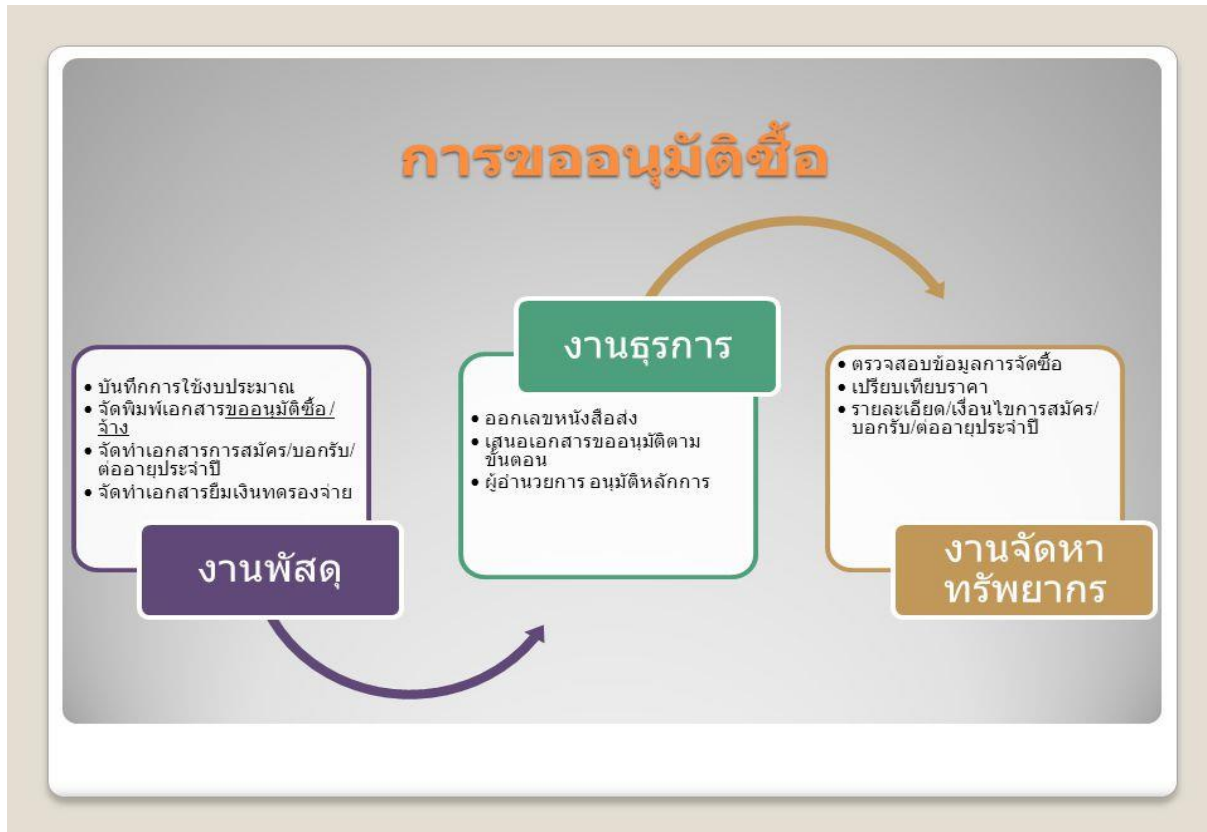 การขออนุมัติซื้อ
• บันทึกการใช้งบประมาณ
• จัดพิมพ์เอกสารขออนุมัติซื้อ/
จ้าง
• จัดทำเอกสารการสมัคร/บอกรับ/
ต่ออายุประจำปี
• จัดทำเอกสารยืมเงินทดรองจ่าย
งานพัสดุ
งานธุรการ
• ออกเลขหนังสือส่ง
• เสนอเอกสารขออนุมัติตาม
ขั้นตอน
• ผู้อำนวยการ อนุมัติหลักการ
• ตรวจสอบข้อมูลการจัดซื้อ
• เปรียบเทียบราคา
• รายละเอียด/เงื่อนไขการสมัคร/
บอกรับ/ต่ออายุประจำปี
งานจัดหา
ทรัพยากร